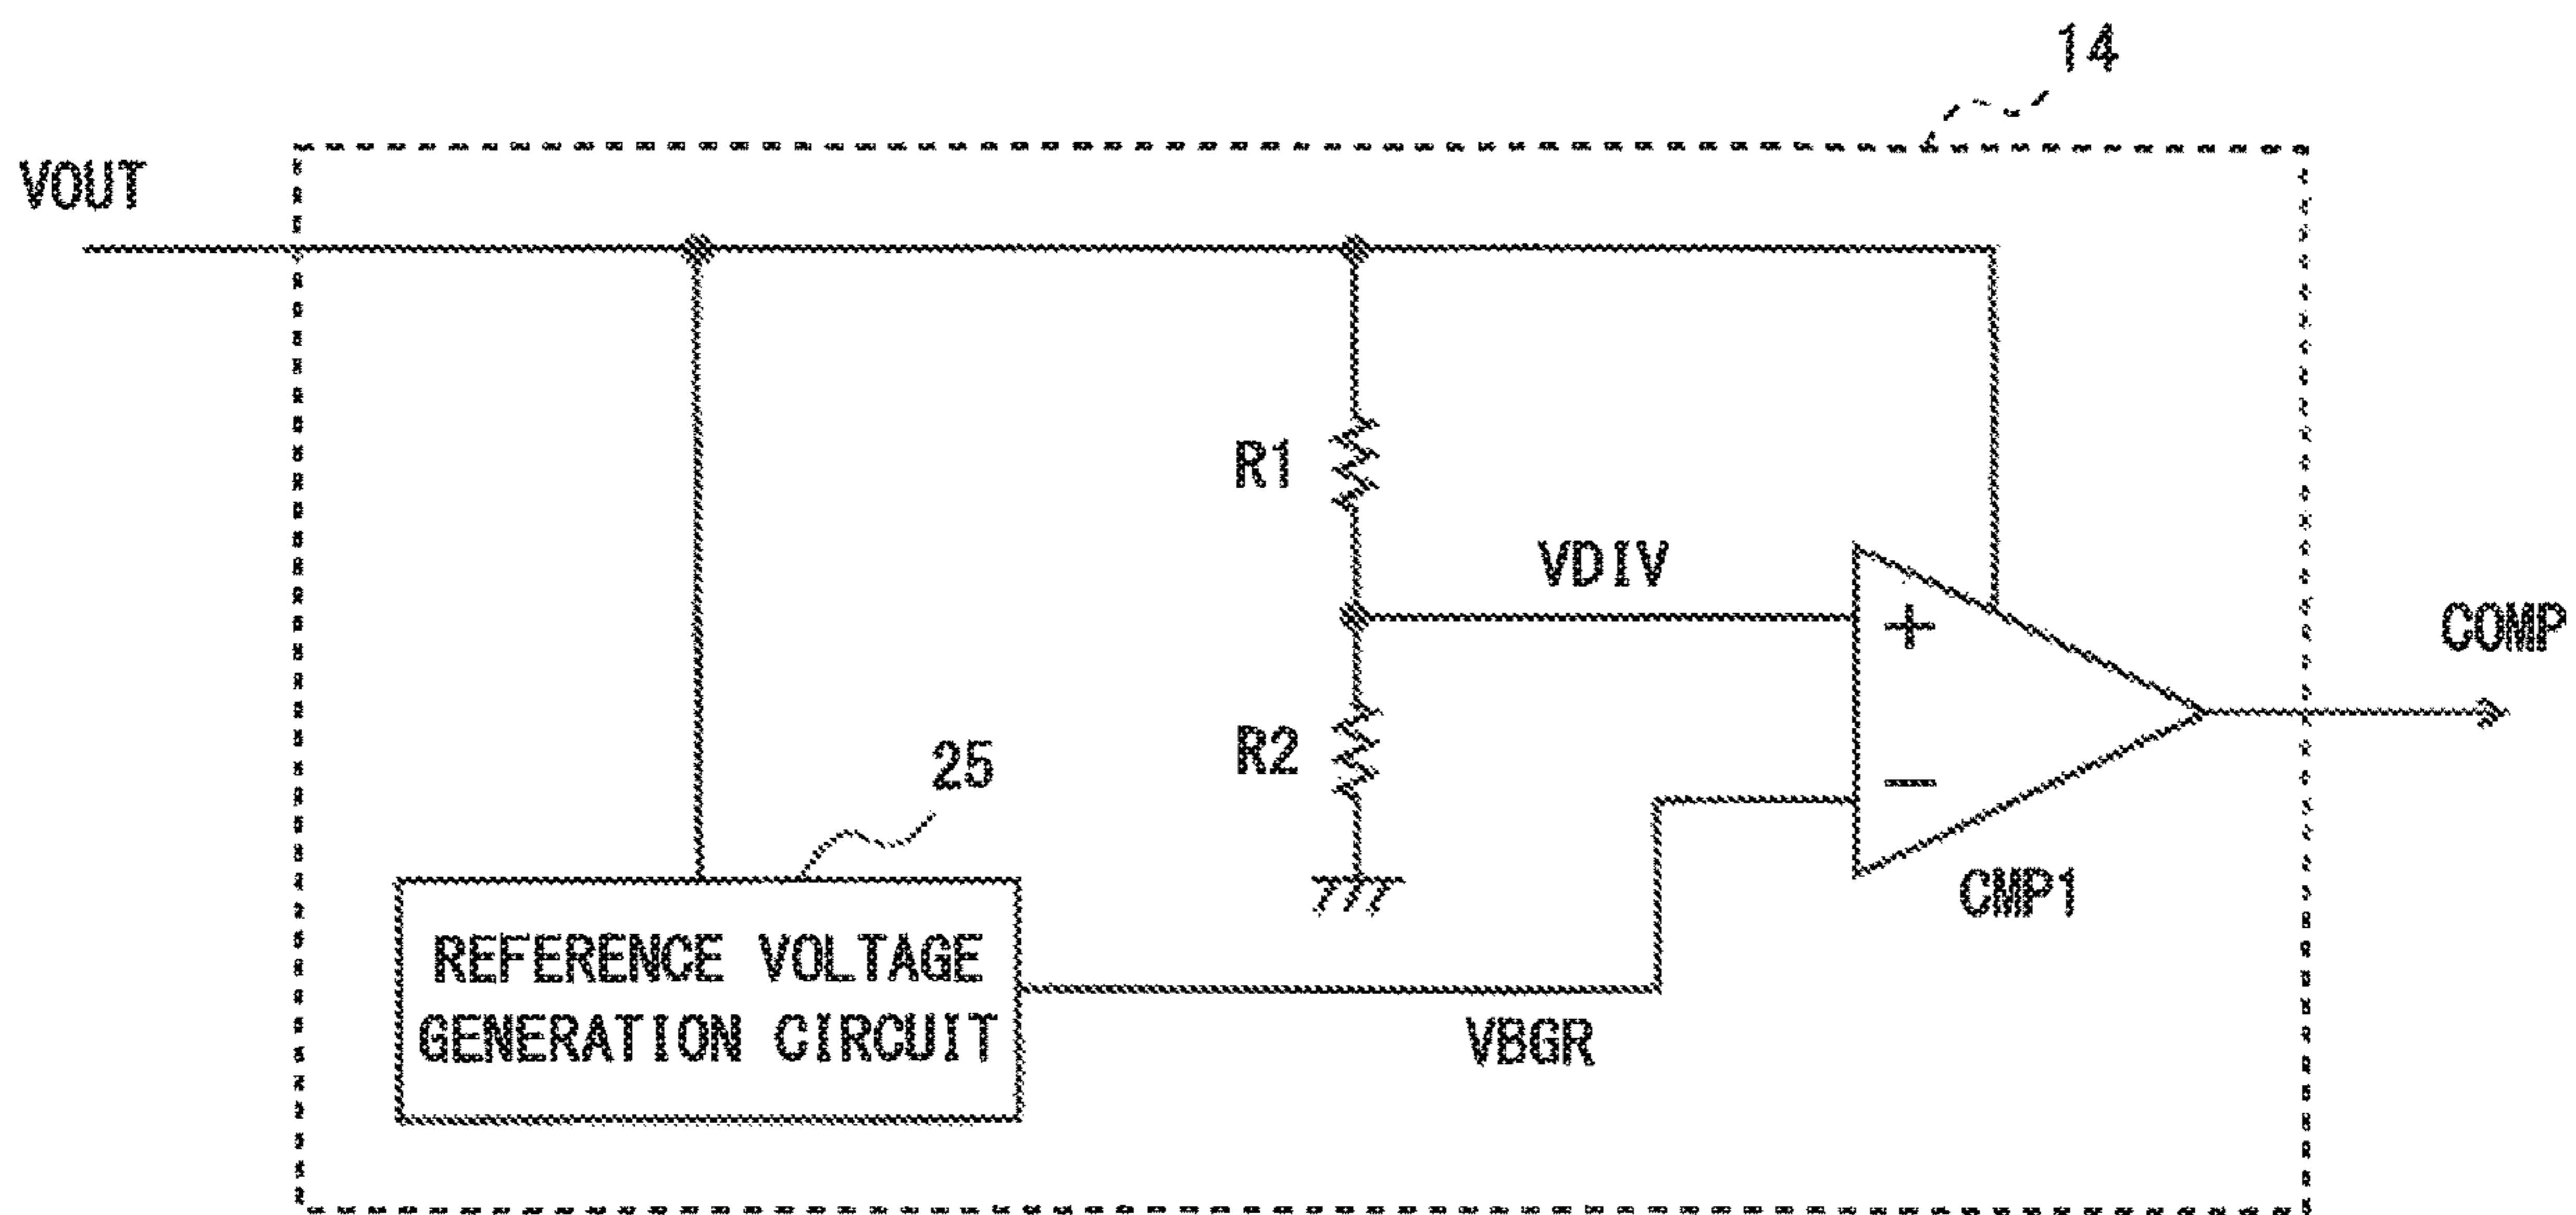 14
VOUT
R1
VDIV
+
COMP
R2
25
−
CMP1
REFERENCE VOLTAGE
GENERATION CIRCUIT
VBGR